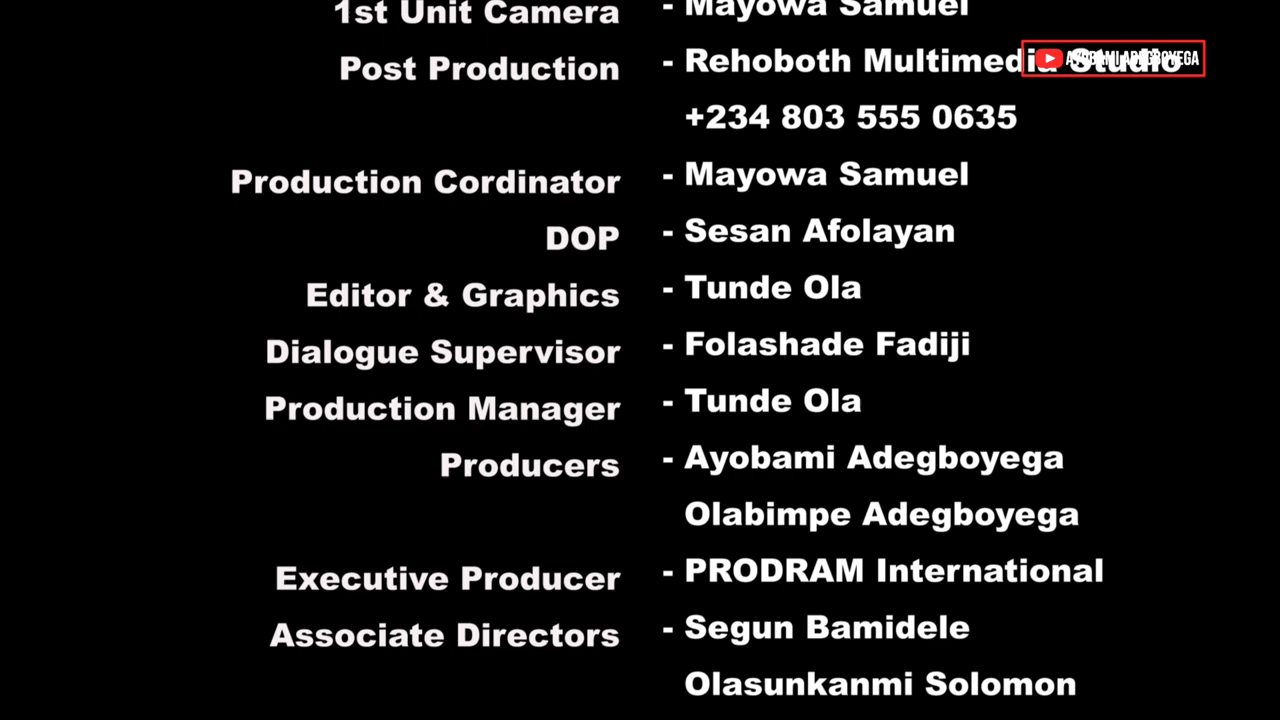 1st Unit Camera - Mayowa Samuel
Post Production - Rehoboth Multimedia Studio
AYOBAMI ADEGBOYEGA
+234 803 555 0635
Production Cordinator - Mayowa Samuel
DOP - Sesan Afolayan
Editor & Graphics - Tunde Ola
Dialogue Supervisor - Folashade Fadiji
Production Manager - Tunde Ola
Producers - Ayobami Adegboyega
Olabimpe Adegboyega
Executive Producer - PRODRAM International
Associate Directors - Segun Bamidele
Olasunkanmi Solomon